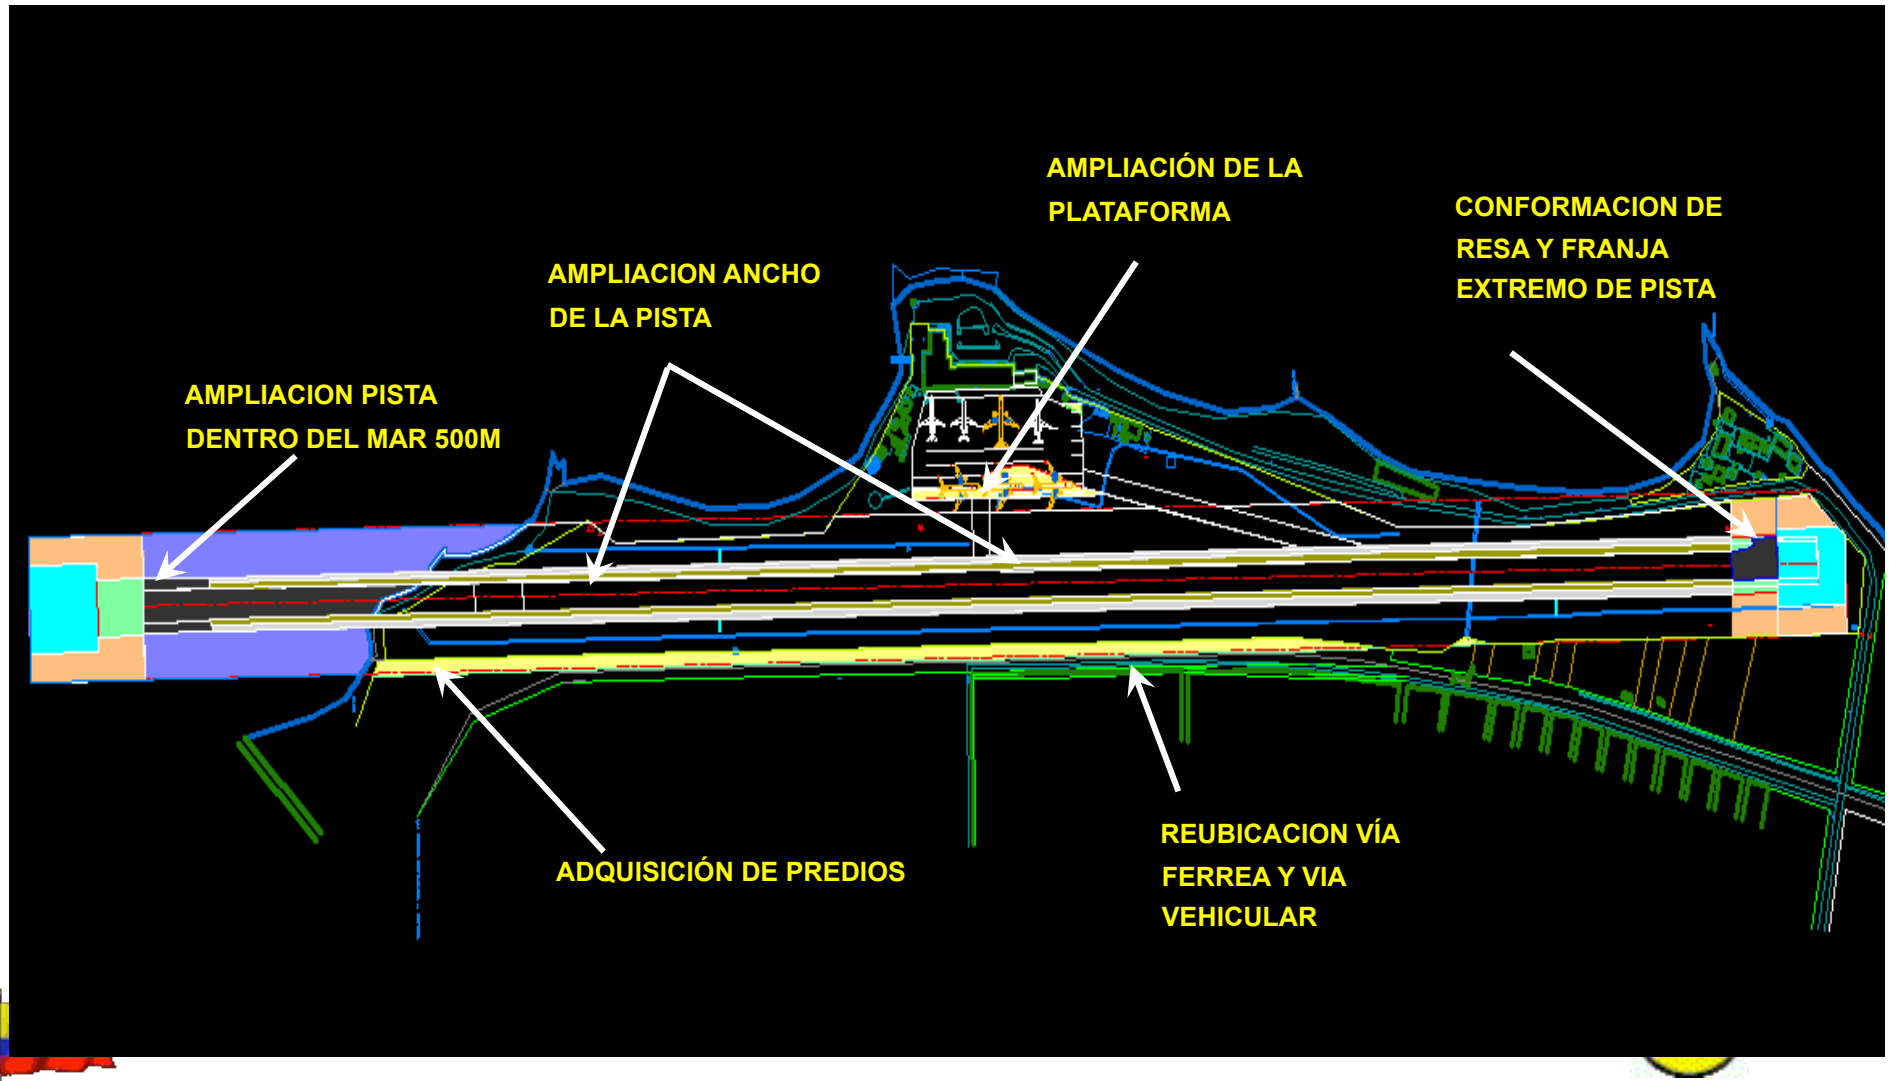 AMPLIACIÓN DE LA
PLATAFORMA
CONFORMACION DE
RESA Y FRANJA
EXTREMO DE PISTA
AMPLIACION ANCHO
DE LA PISTA
AMPLIACION PISTA
DENTRO DEL MAR 500M
ADQUISICIÓN DE PREDIOS
REUBICACION VÍA
FERREA Y VIA
VEHICULAR